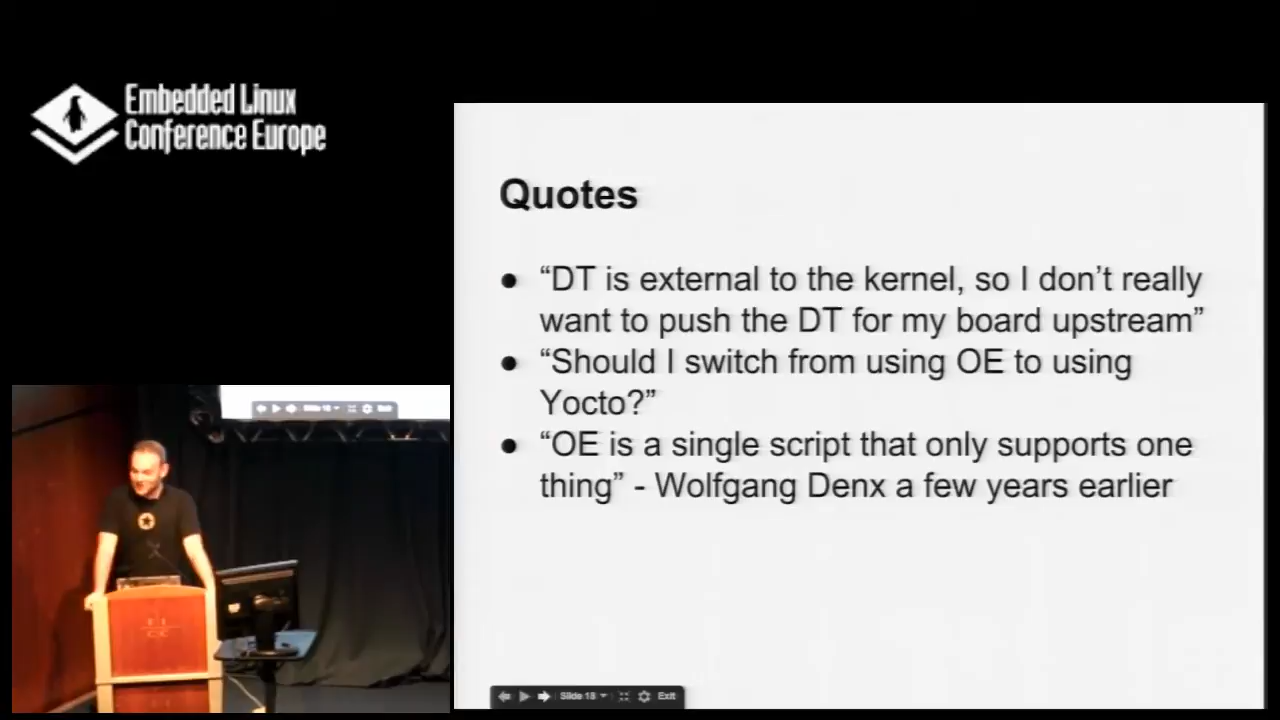 Embedded Linux
Conference Europe
Quotes
● “DT is external to the kernel, so I don’t really
want to push the DT for my board upstream”
● “Should I switch from using OE to using
Yocto?”
● “OE is a single script that only supports one
thing” - Wolfgang Denx a few years earlier
Slide 18
Exit